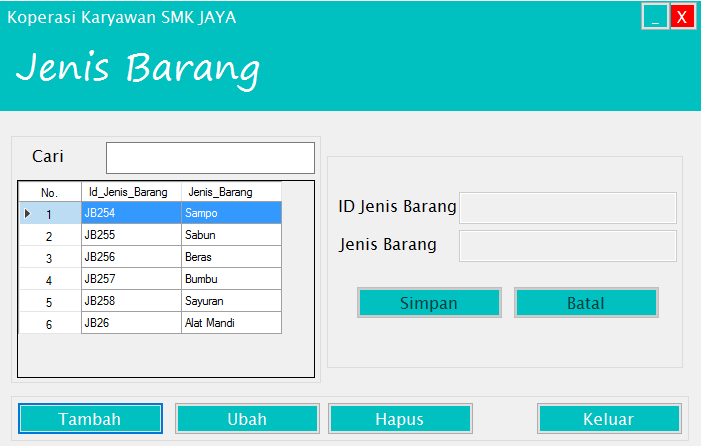 Koperasi Karyawan SMK JAYA _ X
Jenis Barang
Cari
No. Id_Jenis_Barang Jenis_Barang
1 JB254 Sampo
2 JB255 Sabun
3 JB256 Beras
4 JB257 Bumbu
5 JB258 Sayuran
6 JB26 Alat Mandi
ID Jenis Barang
Jenis Barang
Simpan Batal
Tambah Ubah Hapus Keluar